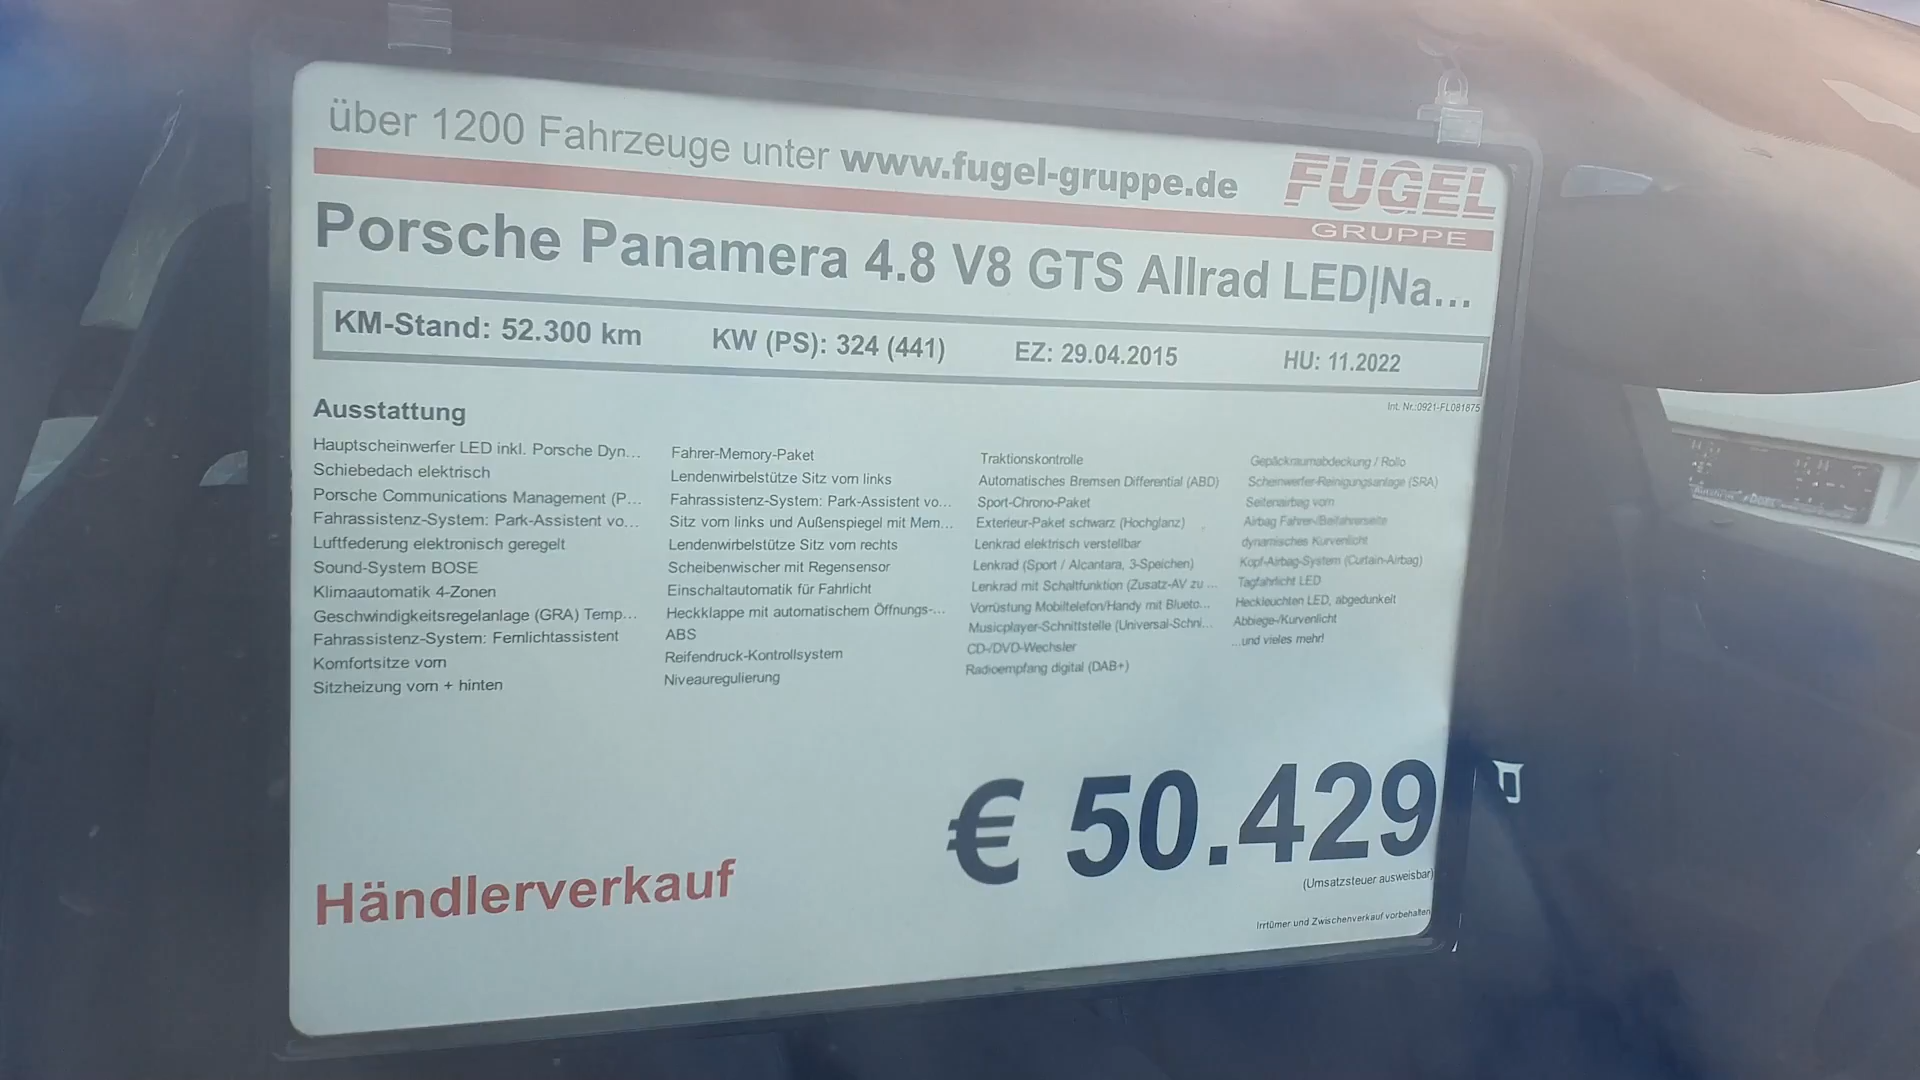 über 1200 Fahrzeuge unter www.fugel-gruppe.de
FUGEL
GRUPPE
Porsche Panamera 4.8 V8 GTS Allrad LED|Na...
KM-Stand: 52.300 km KW (PS): 324 (441) EZ: 29.04.2015 HU: 11.2022
Int. Nr.:0921-FL081875
Ausstattung
Hauptscheinwerfer LED inkl. Porsche Dyn...
Schiebedach elektrisch
Porsche Communications Management (P...
Fahrassistenz-System: Park-Assistent vo...
Luftfederung elektronisch geregelt
Sound-System BOSE
Klimaautomatik 4-Zonen
Geschwindigkeitsregelanlage (GRA) Temp...
Fahrassistenz-System: Fernlichtassistent
Komfortsitze vorn
Sitzheizung vorn + hinten
Fahrer-Memory-Paket
Lendenwirbelstütze Sitz vorn links
Fahrassistenz-System: Park-Assistent vo...
Sitz vorn links und Außenspiegel mit Mem...
Lendenwirbelstütze Sitz vorn rechts
Scheibenwischer mit Regensensor
Einschaltautomatik für Fahrlicht
Heckklappe mit automatischem Öffnungs-...
ABS
Reifendruck-Kontrollsystem
Niveauregulierung
Traktionskontrolle
Automatisches Bremsen Differential (ABD)
Sport-Chrono-Paket
Exterieur-Paket schwarz (Hochglanz)
Lenkrad elektrisch verstellbar
Lenkrad (Sport / Alcantara, 3-Speichen)
Lenkrad mit Schaltfunktion (Zusatz-AV zu ...
Vorrüstung Mobiltelefon/Handy mit Blueto...
Musicplayer-Schnittstelle (Universal-Schni...
CD-/DVD-Wechsler
Radioempfang digital (DAB+)
Gepäckraumabdeckung / Rollo
Scheinwerfer-Reinigungsanlage (SRA)
Seitenairbag vorn
Airbag Fahrer-/Beifahrerseite
dynamisches Kurvenlicht
Kopf-Airbag-System (Curtain-Airbag)
Tagfahrlicht LED
Heckleuchten LED, abgedunkelt
Abbiege-/Kurvenlicht
...und vieles mehr!
€ 50.429
(Umsatzsteuer ausweisbar)
Händlerverkauf
Irrtümer und Zwischenverkauf vorbehalten